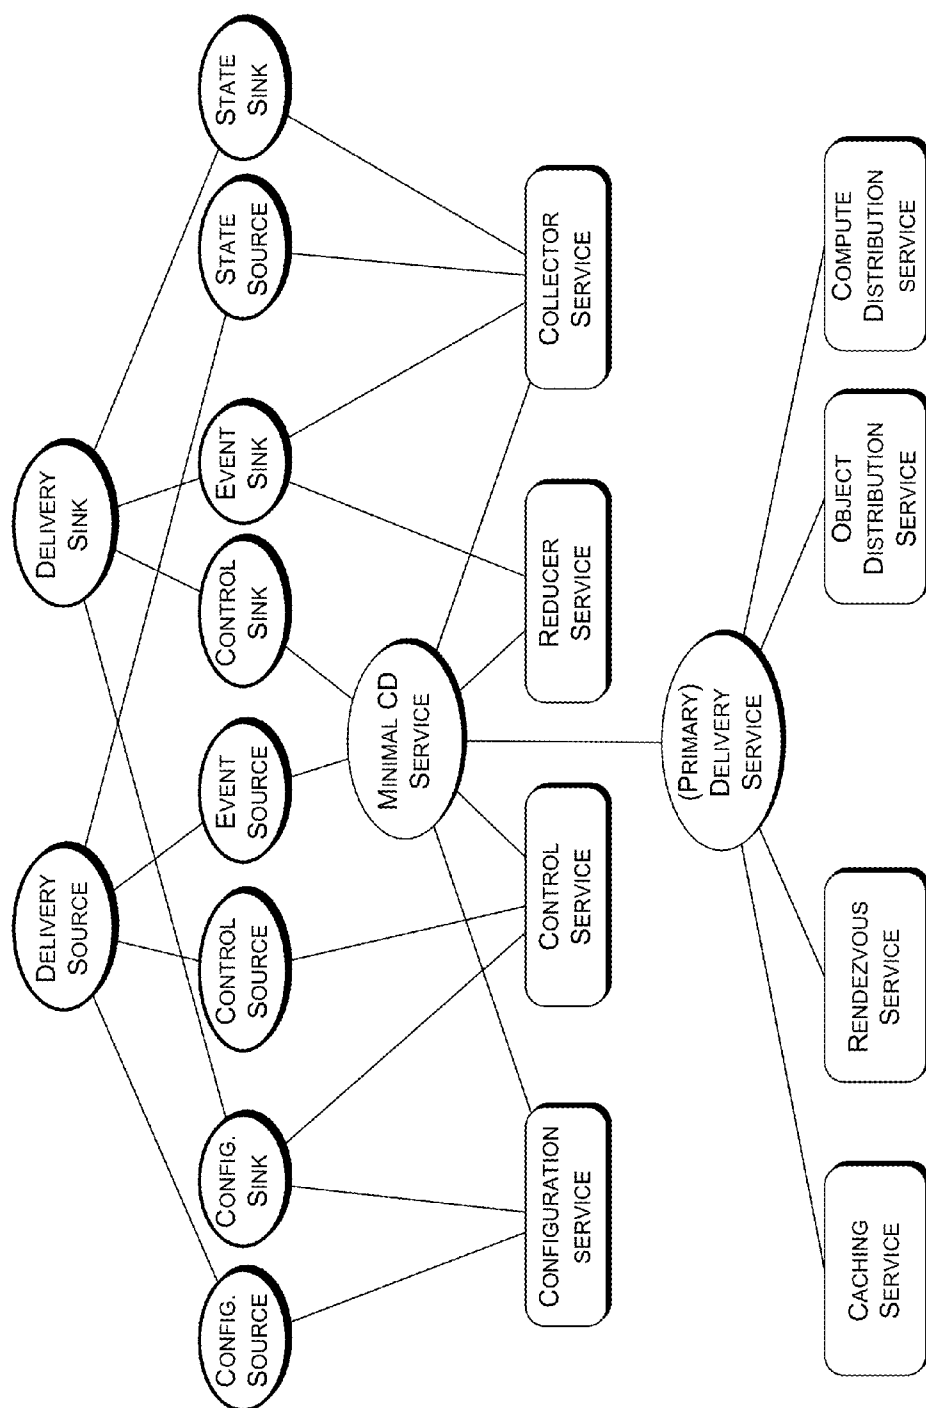 DELIVERY
SOURCE
DELIVERY
SINK
CONFIG.
SOURCE
CONFIG.
SINK
CONTROL
SOURCE
EVENT
SOURCE
CONTROL
SINK
EVENT
SINK
STATE
SOURCE
STATE
SINK
MINIMAL CD
SERVICE
CONFIGURATION
SERVICE
CONTROL
SERVICE
REDUCER
SERVICE
COLLECTOR
SERVICE
(PRIMARY)
DELIVERY
SERVICE
CACHING
SERVICE
RENDEZVOUS
SERVICE
OBJECT
DISTRIBUTION
SERVICE
COMPUTE
DISTRIBUTION
SERVICE